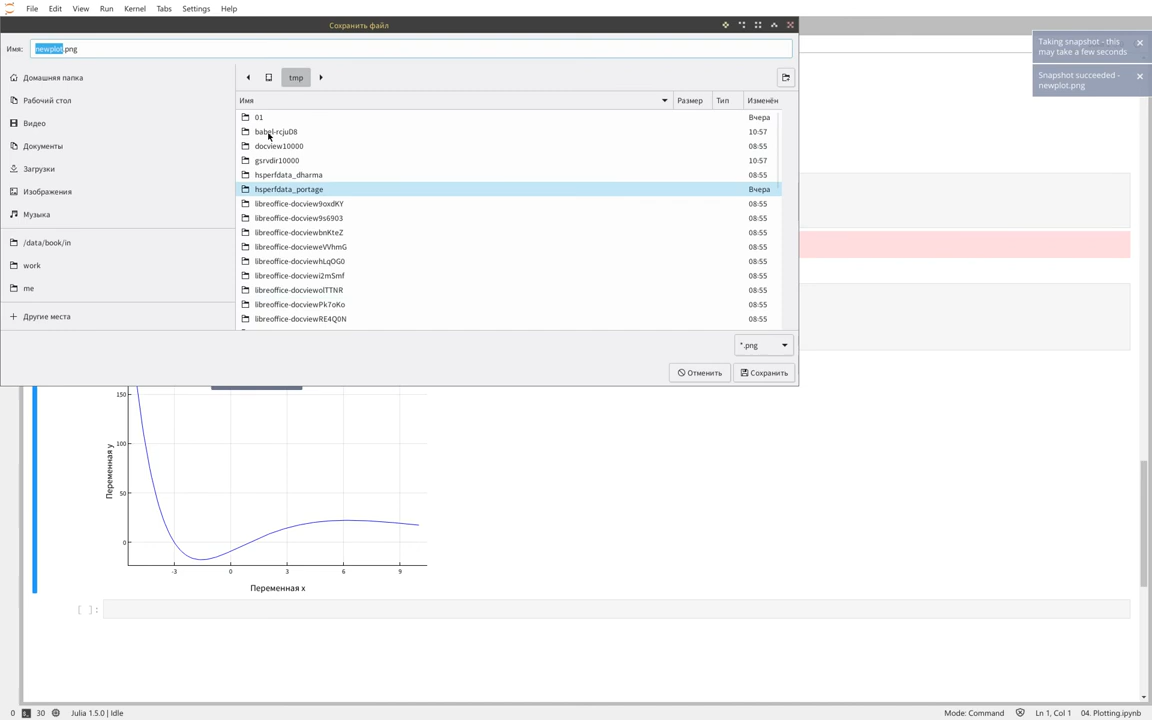 File Edit View Run Kernel Tabs Settings Help
Сохранить файл
Имя: newplot.png
Taking snapshot - this
may take a few seconds
Snapshot succeeded -
newplot.png
Домашняя папка
Рабочий стол
Видео
Документы
Загрузки
Изображения
Музыка
/data/book/in
work
me
Другие места
tmp
Имя Размер Тип Изменён
01 Вчера
babel-rcjuD8 10:57
docview10000 08:55
gsrvdir10000 10:57
hsperfdata_dharma 08:55
hsperfdata_portage Вчера
libreoffice-docview9oxdKY 08:55
libreoffice-docview9s6903 08:55
libreoffice-docviewbnKteZ 08:55
libreoffice-docvieweVVhmG 08:55
libreoffice-docviewhLqOG0 08:55
libreoffice-docviewi2mSmf 08:55
libreoffice-docviewolTTNR 08:55
libreoffice-docviewPk7oKo 08:55
libreoffice-docviewRE4Q0N 08:55
*.png
Отменить Сохранить
150
100
50
0
Переменная y
-3 0 3 6 9
Переменная x
[ ]:
0 30 Julia 1.5.0 | Idle Mode: Command Ln 1, Col 1 04. Plotting.ipynb